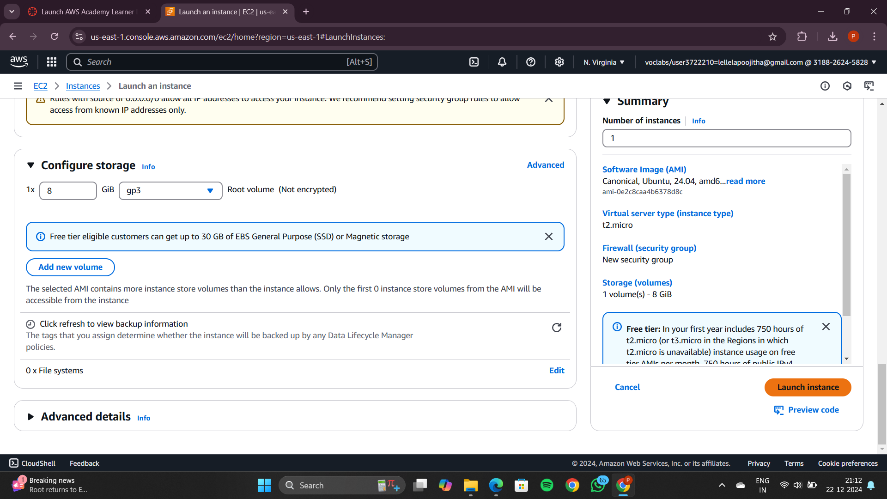 Launch AWS Academy Learner
Launch an instance | EC2 | us-eas
us-east-1.console.aws.amazon.com/ec2/home?region=us-east-1#LaunchInstances:
P
aws
Search
[Alt+S]
N. Virginia
voclabs/user3722210=lellelapoojitha@gmail.com @ 3188-2624-5828
EC2
Instances
Launch an instance
Rules with source of 0.0.0.0/0 allow all IP addresses to access your instance. We recommend setting security group rules to allow
access from known IP addresses only.
Configure storage
Info
Advanced
1x
8
GiB
gp3
Root volume (Not encrypted)
Free tier eligible customers can get up to 30 GB of EBS General Purpose (SSD) or Magnetic storage
Add new volume
The selected AMI contains more instance store volumes than the instance allows. Only the first 0 instance store volumes from the AMI will be
accessible from the instance
Click refresh to view backup information
The tags that you assign determine whether the instance will be backed up by any Data Lifecycle Manager
policies.
0 x File systems
Edit
Advanced details
Info
Summary
Number of instances
Info
1
Software Image (AMI)
Canonical, Ubuntu, 24.04, amd6...read more
ami-0e2c8caa4b6378d8c
Virtual server type (instance type)
t2.micro
Firewall (security group)
New security group
Storage (volumes)
1 volume(s) - 8 GiB
Free tier: In your first year includes 750 hours of
t2.micro (or t3.micro in the Regions in which
t2.micro is unavailable) instance usage on free
tier AMIs per month, 750 hours of public IPv4
Cancel
Launch instance
Preview code
CloudShell
Feedback
© 2024, Amazon Web Services, Inc. or its affiliates.
Privacy
Terms
Cookie preferences
Breaking news
Root returns to E...
Search
ENG
IN
21:12
22-12-2024